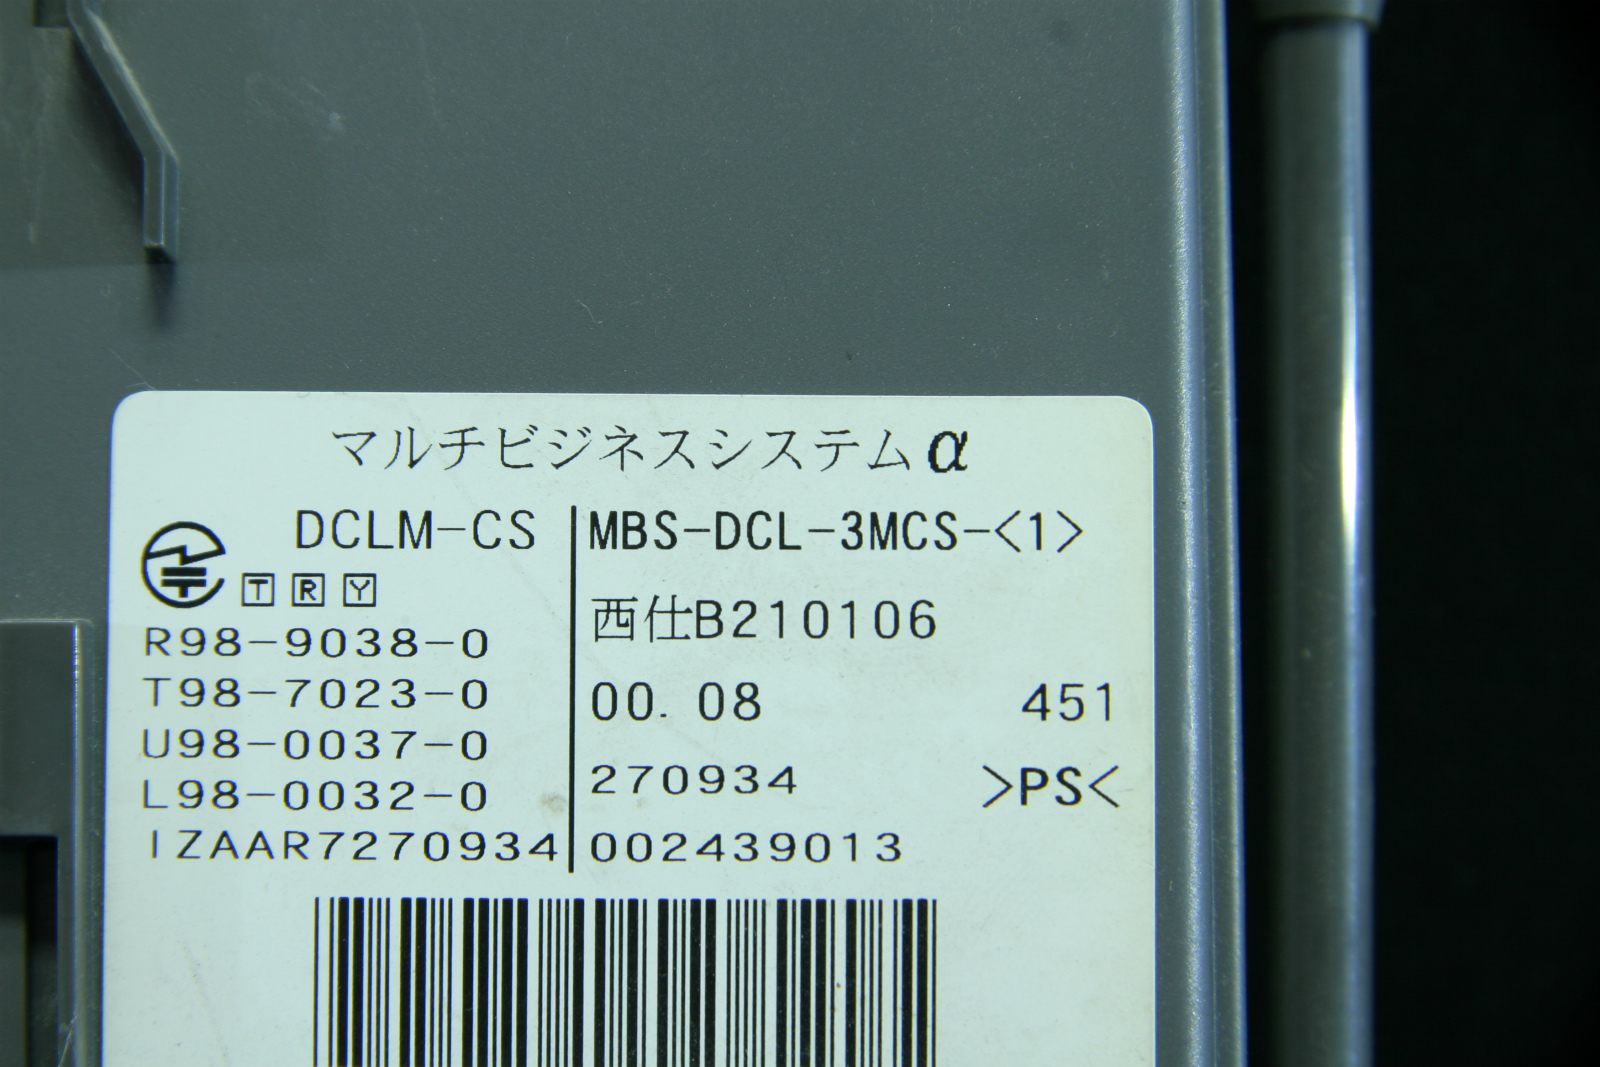 マルチビジネスシステムα
DCLM-CS
T R Y
R98-9038-0
T98-7023-0
U98-0037-0
L98-0032-0
IZAAR7270934
MBS-DCL-3MCS-<1>
西仕B210106
00.08 451
270934 >PS<
002439013